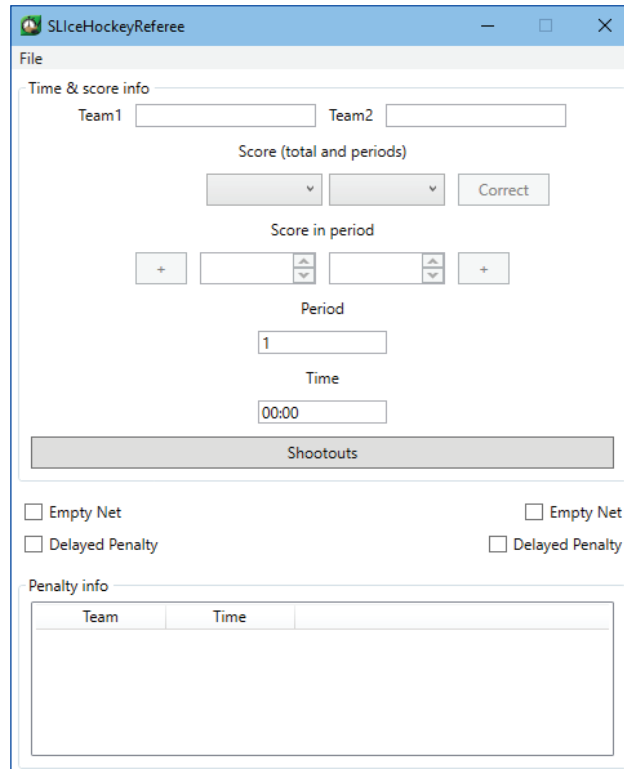 SLIceHockeyReferee
File
Time & score info
Team1 Team2
Score (total and periods)
Correct
Score in period
+ +
Period
1
Time
00:00
Shootouts
Empty Net Empty Net
Delayed Penalty Delayed Penalty
Penalty info
Team Time